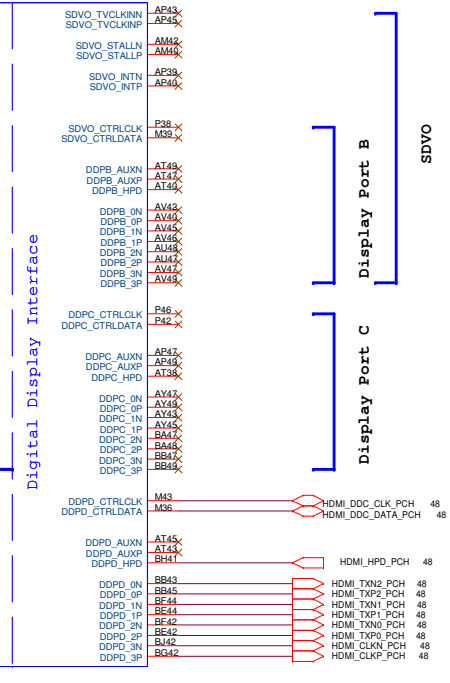 SDVO_TVCLKINN AP43
SDVO_TVCLKINP AP45
SDVO_STALLN AM42
SDVO_STALLP AM40
SDVO_INTN AP39
SDVO_INTP AP40
SDVO_CTRLCLK P38
SDVO_CTRLDATA M39
DDPB_AUXN AT49
DDPB_AUXP AT47
DDPB_HPD AT40
DDPB_0N AV42
DDPB_0P AV40
DDPB_1N AV45
DDPB_1P AV46
DDPB_2N AU48
DDPB_2P AU47
DDPB_3N AV47
DDPB_3P AV49
DDPC_CTRLCLK P46
DDPC_CTRLDATA P42
DDPC_AUXN AP47
DDPC_AUXP AP49
DDPC_HPD AT38
DDPC_0N AY47
DDPC_0P AY49
DDPC_1N AY43
DDPC_1P AY45
DDPC_2N BA47
DDPC_2P BA48
DDPC_3N BB47
DDPC_3P BB49
DDPD_CTRLCLK M43 HDMI_DDC_CLK_PCH 48
DDPD_CTRLDATA M36 HDMI_DDC_DATA_PCH 48
DDPD_AUXN AT45
DDPD_AUXP AT43
DDPD_HPD BH41 HDMI_HPD_PCH 48
DDPD_0N BB43 HDMI_TXN2_PCH 48
DDPD_0P BB45 HDMI_TXP2_PCH 48
DDPD_1N BF44 HDMI_TXN1_PCH 48
DDPD_1P BE44 HDMI_TXP1_PCH 48
DDPD_2N BF42 HDMI_TXN0_PCH 48
DDPD_2P BE42 HDMI_TXP0_PCH 48
DDPD_3N BJ42 HDMI_CLKN_PCH 48
DDPD_3P BG42 HDMI_CLKP_PCH 48
Digital Display Interface
Display Port B
Display Port C
SDVO